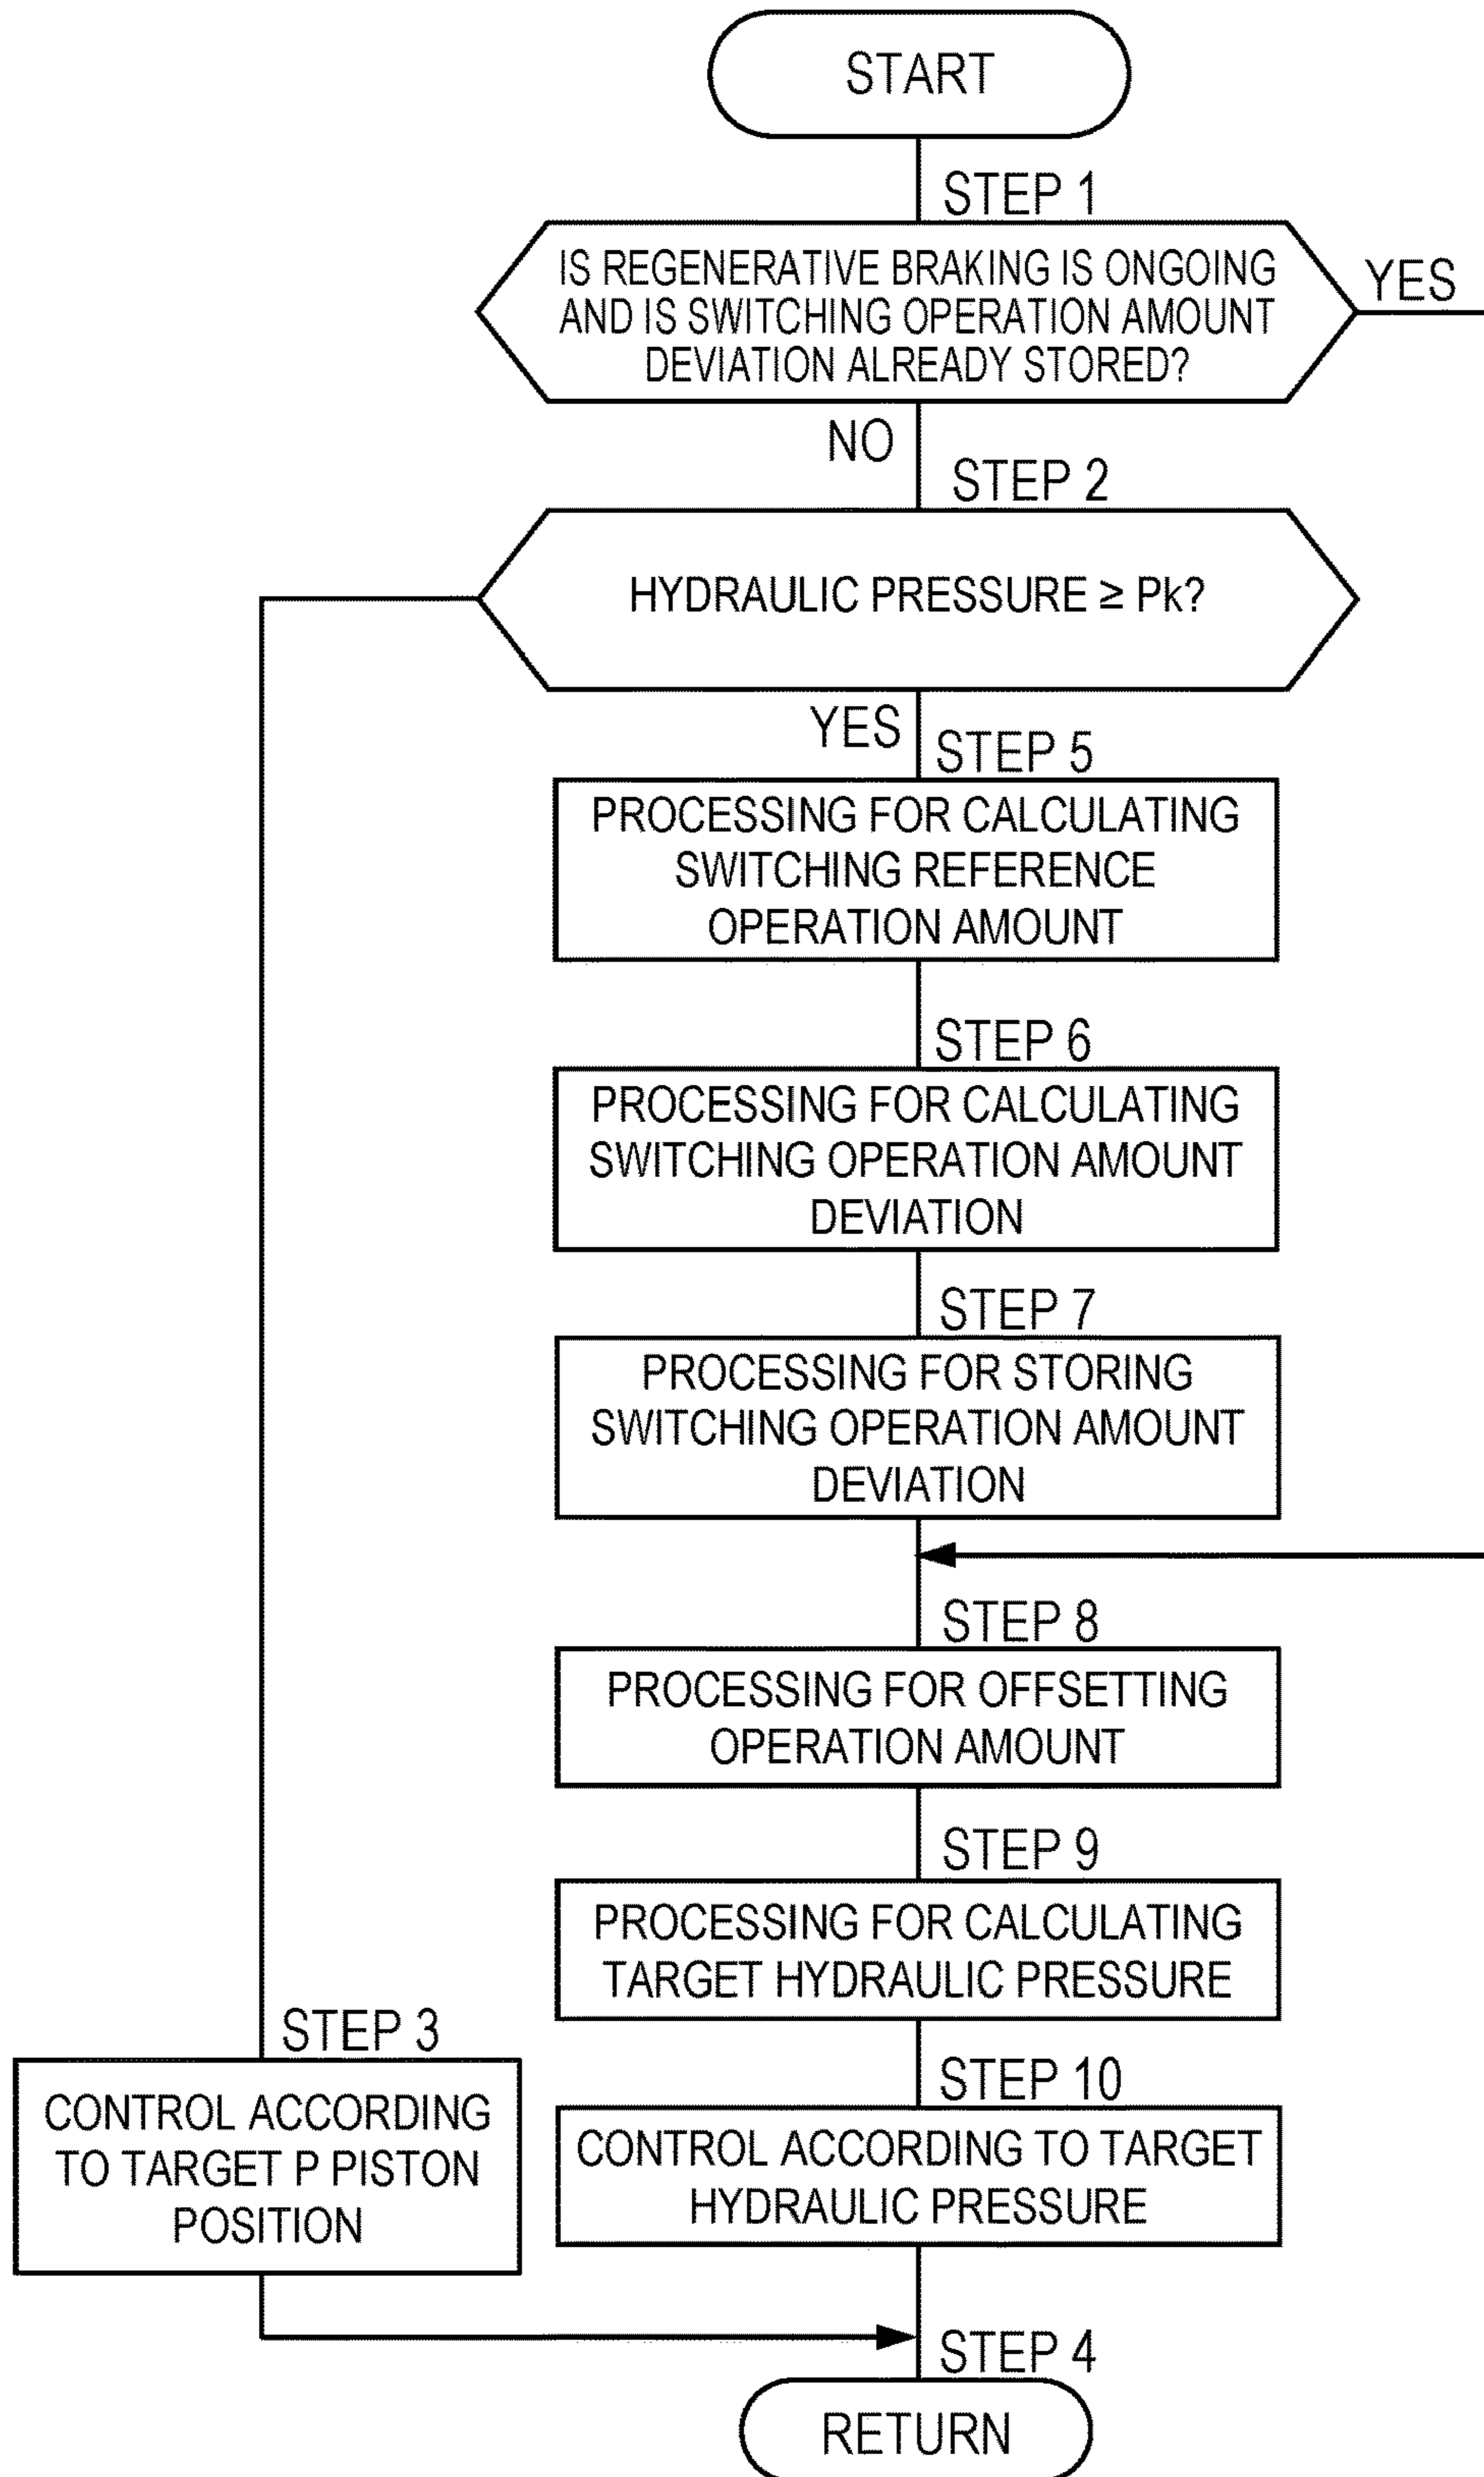 START
STEP 1
IS REGENERATIVE BRAKING IS ONGOING
AND IS SWITCHING OPERATION AMOUNT
DEVIATION ALREADY STORED?
YES
NO
STEP 2
HYDRAULIC PRESSURE ≥ Pk?
YES
STEP 5
PROCESSING FOR CALCULATING
SWITCHING REFERENCE
OPERATION AMOUNT
STEP 6
PROCESSING FOR CALCULATING
SWITCHING OPERATION AMOUNT
DEVIATION
STEP 7
PROCESSING FOR STORING
SWITCHING OPERATION AMOUNT
DEVIATION
STEP 8
PROCESSING FOR OFFSETTING
OPERATION AMOUNT
STEP 9
PROCESSING FOR CALCULATING
TARGET HYDRAULIC PRESSURE
STEP 3
CONTROL ACCORDING
TO TARGET P PISTON
POSITION
STEP 10
CONTROL ACCORDING TO TARGET
HYDRAULIC PRESSURE
STEP 4
RETURN